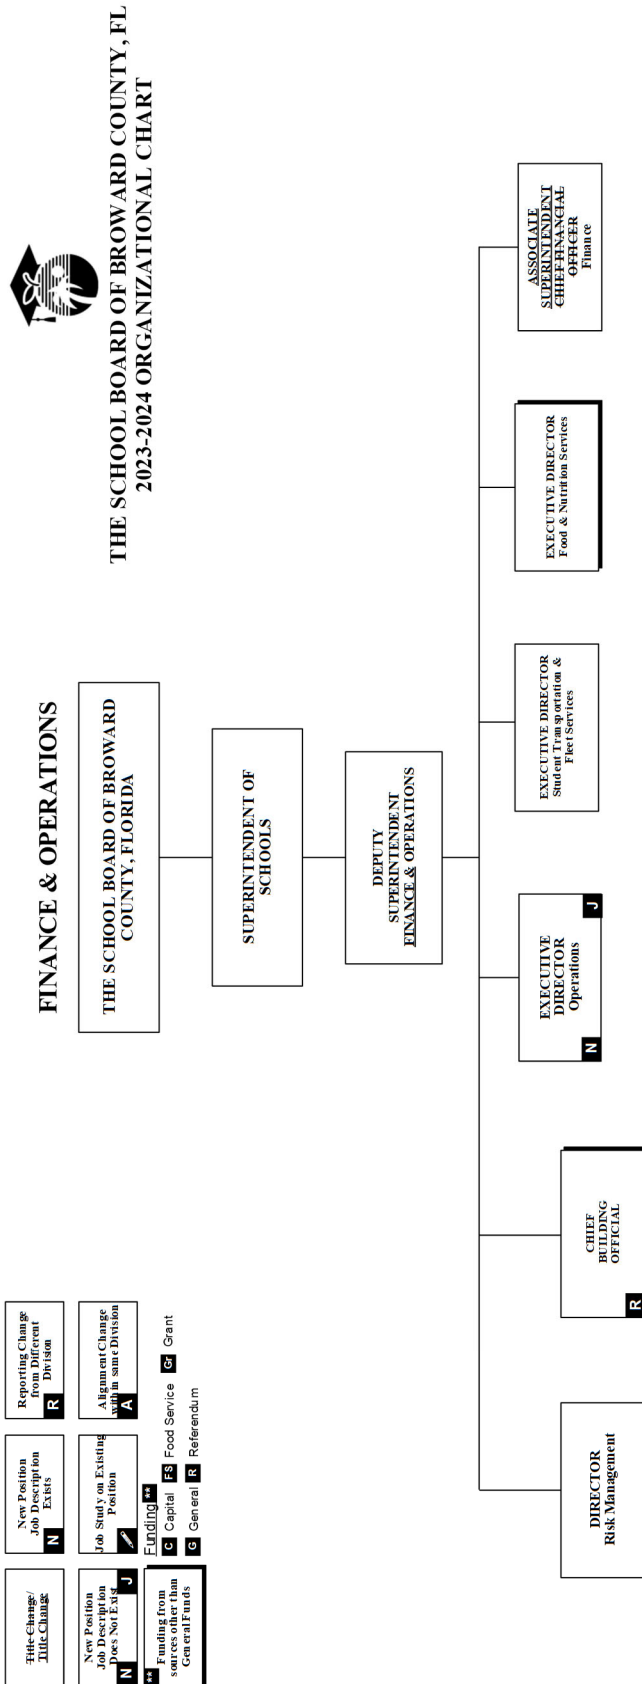 THE SCHOOL BOARD OF BROWARD COUNTY, FL
2023-2024 ORGANIZATIONAL CHART
FINANCE & OPERATIONS
Title Change/
Title Change
New Position
Job Description
Exists
N
Reporting Change
from Different
Division
R
New Position
Job Description
Does Not Exist
N
J
Job Study on Existing
Position
Alignment Change
within same Division
A
**
Funding from
sources other than
General Funds
Funding **
C Capital FS Food Service Gr Grant
G General R Referendum
THE SCHOOL BOARD OF BROWARD
COUNTY, FLORIDA
SUPERINTENDENT OF
SCHOOLS
DEPUTY
SUPERINTENDENT
FINANCE & OPERATIONS
DIRECTOR
Risk Management
CHIEF
BUILDING
OFFICIAL
R
EXECUTIVE
DIRECTOR
Operations
N
J
EXECUTIVE DIRECTOR
Student Transportation &
Fleet Services
EXECUTIVE DIRECTOR
Food & Nutrition Services
ASSOCIATE
SUPERINTENDENT
CHIEF FINANCIAL
OFFICER
Finance